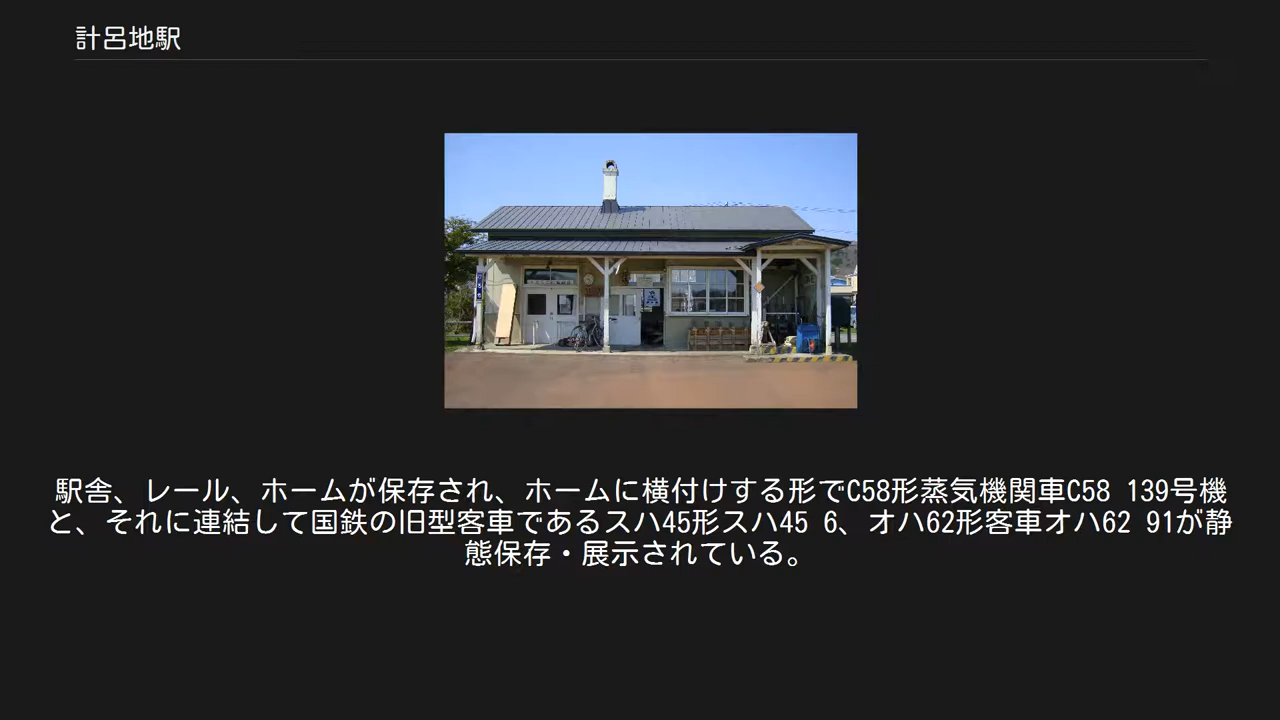 計呂地駅
駅舎、レール、ホームが保存され、ホームに横付けする形でC58形蒸気機関車C58 139号機
と、それに連結して国鉄の旧型客車であるスハ45形スハ45 6、オハ62形客車オハ62 91が静
態保存・展示されている。